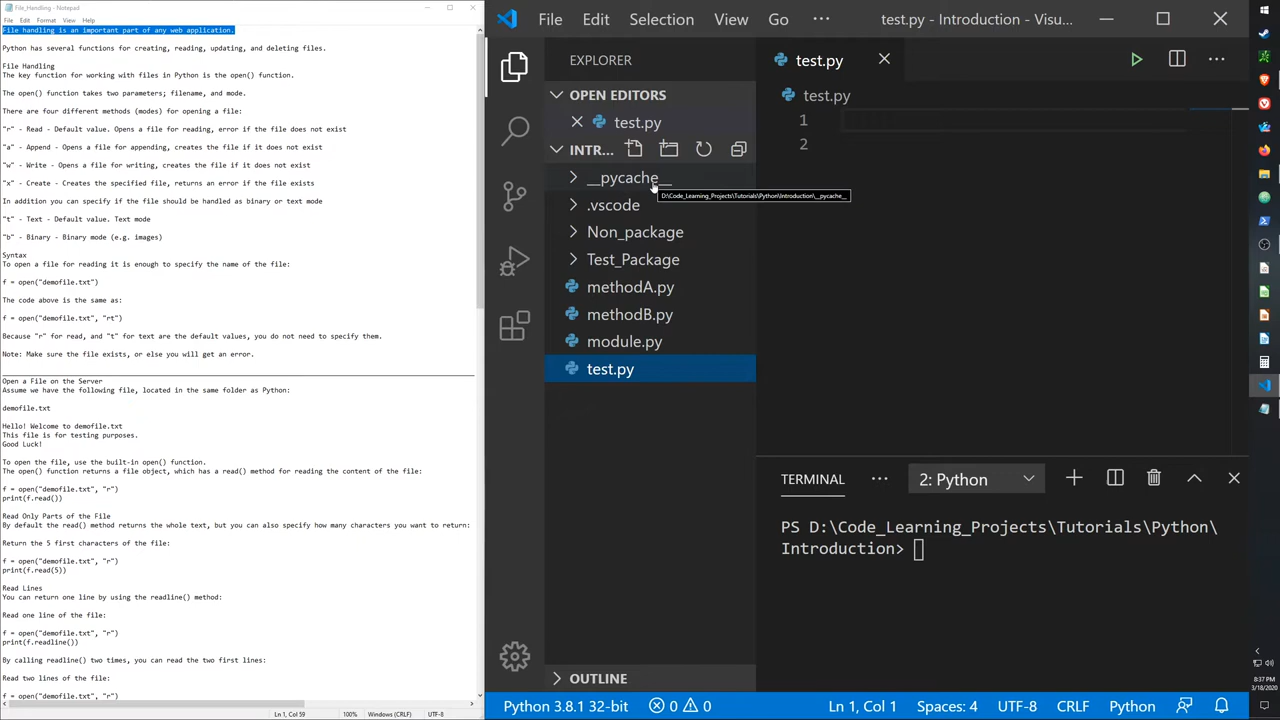 File_Handling - Notepad
File Edit Format View Help
File handling is an important part of any web application.
Python has several functions for creating, reading, updating, and deleting files.
File Handling
The key function for working with files in Python is the open() function.
The open() function takes two parameters; filename, and mode.
There are four different methods (modes) for opening a file:
"r" - Read - Default value. Opens a file for reading, error if the file does not exist
"a" - Append - Opens a file for appending, creates the file if it does not exist
"w" - Write - Opens a file for writing, creates the file if it does not exist
"x" - Create - Creates the specified file, returns an error if the file exists
In addition you can specify if the file should be handled as binary or text mode
"t" - Text - Default value. Text mode
"b" - Binary - Binary mode (e.g. images)
Syntax
To open a file for reading it is enough to specify the name of the file:
f = open("demofile.txt")
The code above is the same as:
f = open("demofile.txt", "rt")
Because "r" for read, and "t" for text are the default values, you do not need to specify them.
Note: Make sure the file exists, or else you will get an error.
Open a File on the Server
Assume we have the following file, located in the same folder as Python:
demofile.txt
Hello! Welcome to demofile.txt
This file is for testing purposes.
Good Luck!
To open the file, use the built-in open() function.
The open() function returns a file object, which has a read() method for reading the content of the file:
f = open("demofile.txt", "r")
print(f.read())
Read Only Parts of the File
By default the read() method returns the whole text, but you can also specify how many characters you want to return:
Return the 5 first characters of the file:
f = open("demofile.txt", "r")
print(f.read(5))
Read Lines
You can return one line by using the readline() method:
Read one line of the file:
f = open("demofile.txt", "r")
print(f.readline())
By calling readline() two times, you can read the two first lines:
Read two lines of the file:
f = open("demofile.txt", "r")
Ln 1, Col 59 100% Windows (CRLF) UTF-8
File Edit Selection View ··· test.py - Introduction - Visu...
EXPLORER ···
OPEN EDITORS
test.py
INTR...
__pycache__
D:\Code_Learning_Projects\Tutorials\Python\Introduction\__pycache__
.vscode
Non package
Test Package
methodA.py
methodB.py
module.py
test.py
OUTLINE
test.py
test.py
1
2
TERMINAL ··· 2: Python
PS D:\Code_Learning_Projects\Tutorials\Python\
Introduction>
Python 3.8.1 32-bit 0 0 Ln 1, Col 1 Spaces: 4 UTF-8 CRLF Python
8:37 PM
3/18/2020